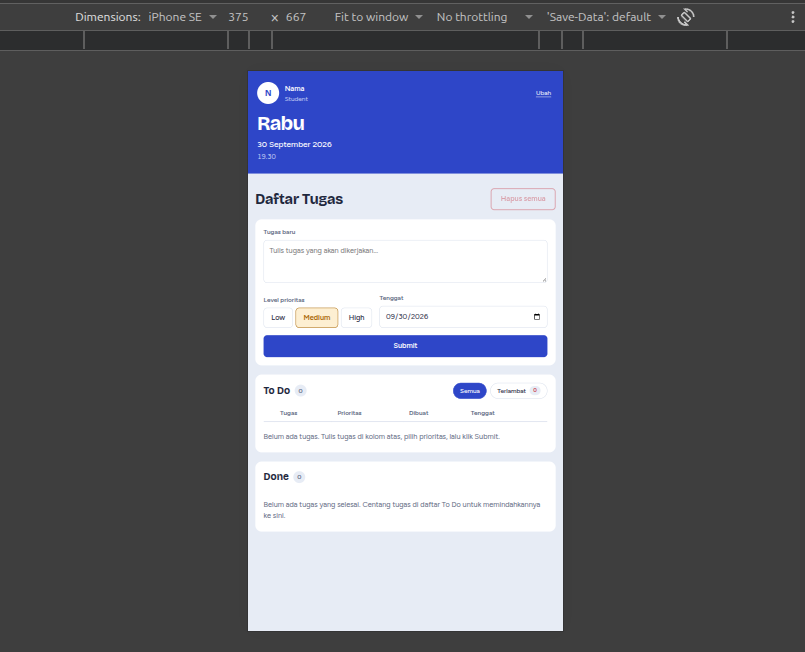 Dimensions: iPhone SE 375 × 667 Fit to window No throttling 'Save-Data': default
N Nama Ubah
Student
Rabu
30 September 2026
19.30
Daftar Tugas Hapus semua
Tugas baru
Tulis tugas yang akan dikerjakan...
Level prioritas Tenggat
Low Medium High 09/30/2026
Submit
To Do 0 Semua Terlambat 0
Tugas Prioritas Dibuat Tenggat
Belum ada tugas. Tulis tugas di kolom atas, pilih prioritas, lalu klik Submit.
Done 0
Belum ada tugas yang selesai. Centang tugas di daftar To Do untuk memindahkannya
ke sini.